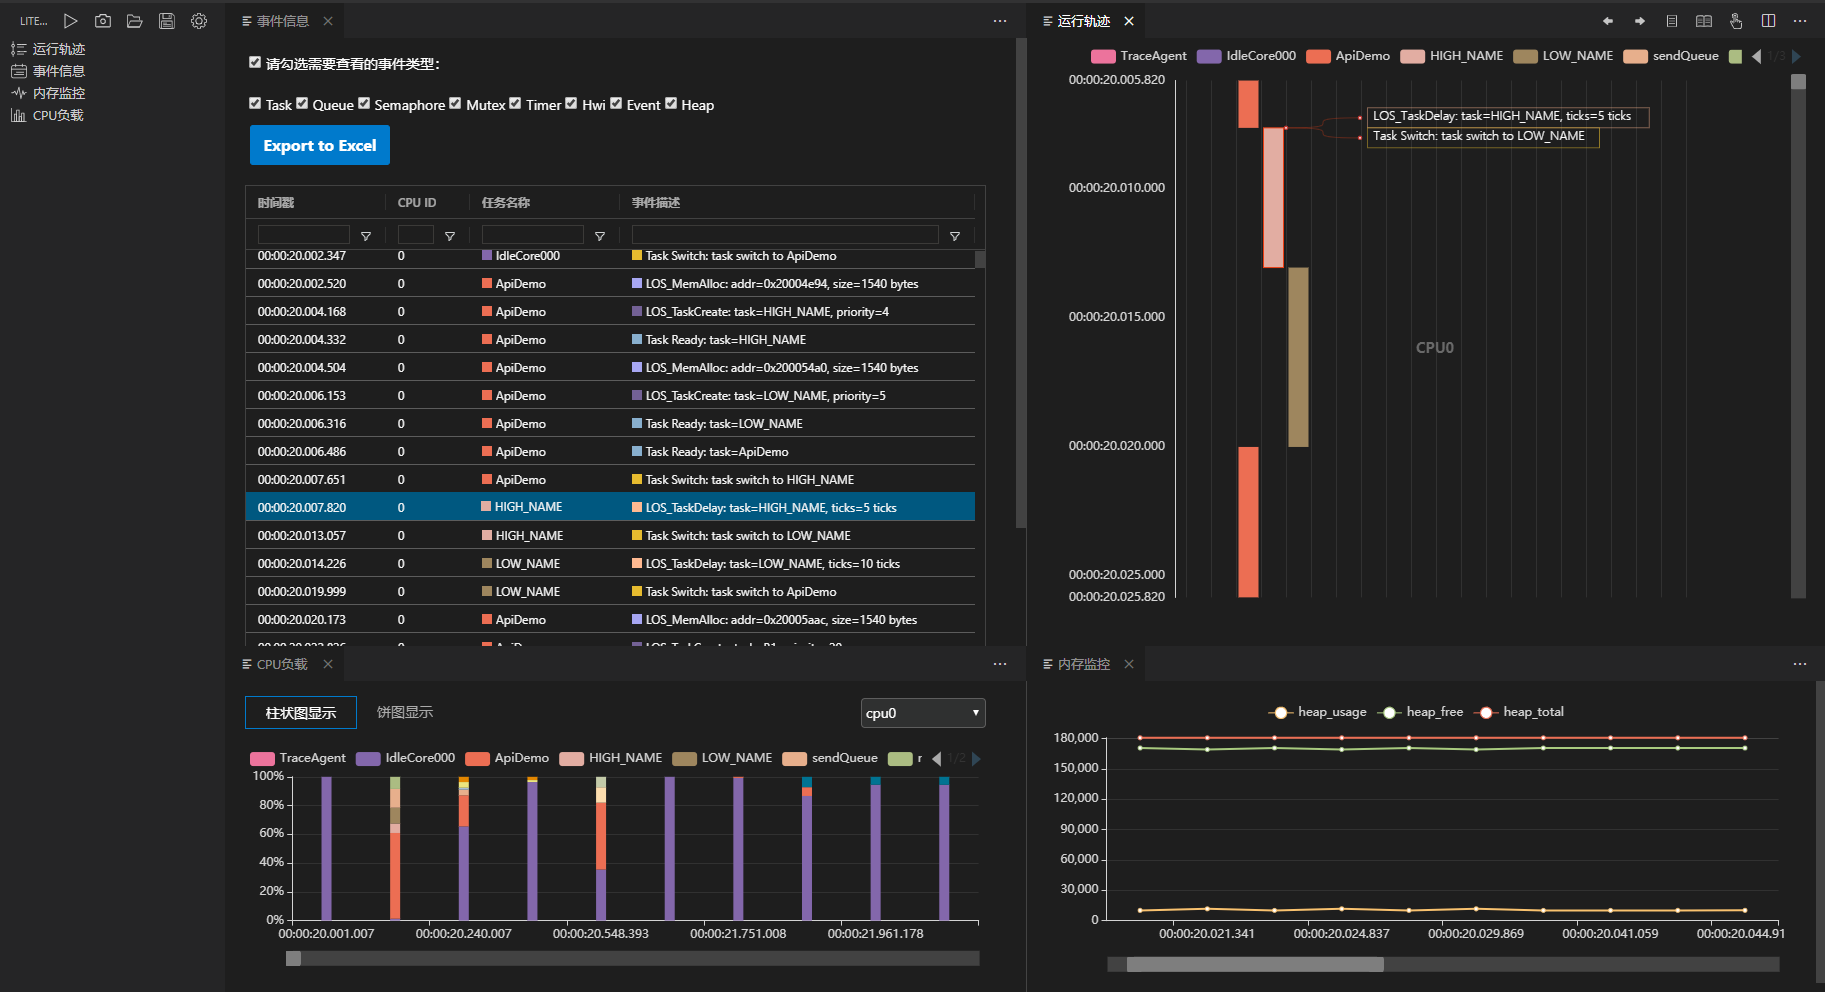 LITE...
运行轨迹
事件信息
内存监控
CPU负载
事件信息
请勾选需要查看的事件类型:
Task Queue Semaphore Mutex Timer Hwi Event Heap
Export to Excel
时间戳 CPU ID 任务名称 事件描述
00:00:20.002.347 0 IdleCore000 Task Switch: task switch to ApiDemo
00:00:20.002.520 0 ApiDemo LOS_MemAlloc: addr=0x20004e94, size=1540 bytes
00:00:20.004.168 0 ApiDemo LOS_TaskCreate: task=HIGH_NAME, priority=4
00:00:20.004.332 0 ApiDemo Task Ready: task=HIGH_NAME
00:00:20.004.504 0 ApiDemo LOS_MemAlloc: addr=0x200054a0, size=1540 bytes
00:00:20.006.153 0 ApiDemo LOS_TaskCreate: task=LOW_NAME, priority=5
00:00:20.006.316 0 ApiDemo Task Ready: task=LOW_NAME
00:00:20.006.486 0 ApiDemo Task Ready: task=ApiDemo
00:00:20.007.651 0 ApiDemo Task Switch: task switch to HIGH_NAME
00:00:20.007.820 0 HIGH_NAME LOS_TaskDelay: task=HIGH_NAME, ticks=5 ticks
00:00:20.013.057 0 HIGH_NAME Task Switch: task switch to LOW_NAME
00:00:20.014.226 0 LOW_NAME LOS_TaskDelay: task=LOW_NAME, ticks=10 ticks
00:00:20.019.999 0 LOW_NAME Task Switch: task switch to ApiDemo
00:00:20.020.173 0 ApiDemo LOS_MemAlloc: addr=0x20005aac, size=1540 bytes
运行轨迹
TraceAgent IdleCore000 ApiDemo HIGH_NAME LOW_NAME sendQueue 1/3
00:00:20.005.820
LOS_TaskDelay: task=HIGH_NAME, ticks=5 ticks
Task Switch: task switch to LOW_NAME
00:00:20.010.000
00:00:20.015.000
CPU0
00:00:20.020.000
00:00:20.025.000
00:00:20.025.820
CPU负载
柱状图显示 饼图显示 cpu0
TraceAgent IdleCore000 ApiDemo HIGH_NAME LOW_NAME sendQueue r 1/2
100%
80%
60%
40%
20%
0%
00:00:20.001.007 00:00:20.240.007 00:00:20.548.393 00:00:21.751.008 00:00:21.961.178
内存监控
heap_usage heap_free heap_total
180,000
150,000
120,000
90,000
60,000
30,000
0
00:00:20.021.341 00:00:20.024.837 00:00:20.029.869 00:00:20.041.059 00:00:20.044.91